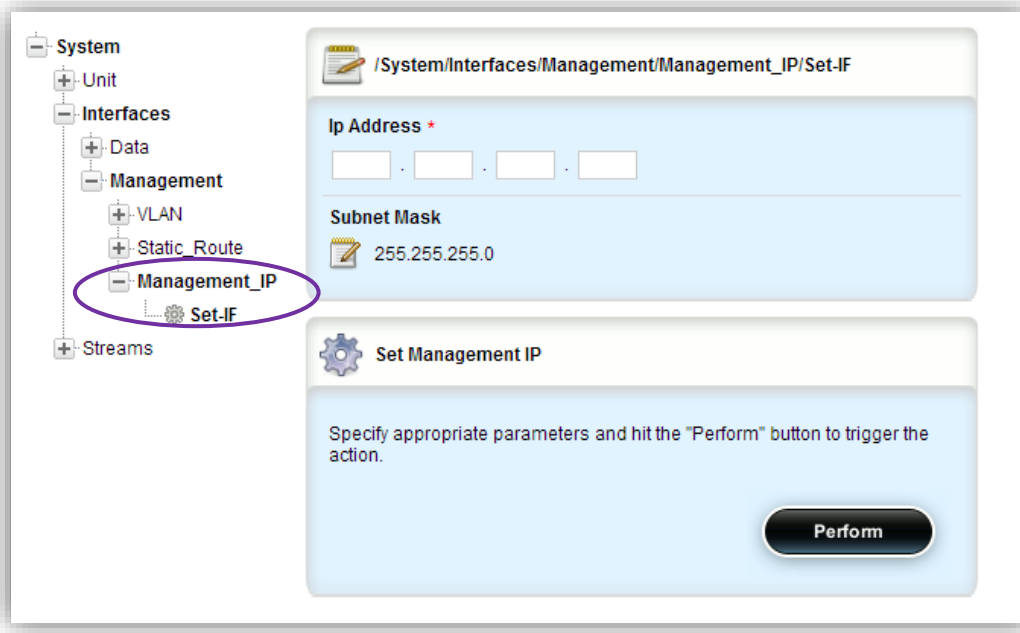 System
Unit
Interfaces
Data
Management
VLAN
Static_Route
Management_IP
Set-IF
Streams
/System/Interfaces/Management/Management_IP/Set-IF
Ip Address *
. . .
Subnet Mask
255.255.255.0
Set Management IP
Specify appropriate parameters and hit the "Perform" button to trigger the
action.
Perform